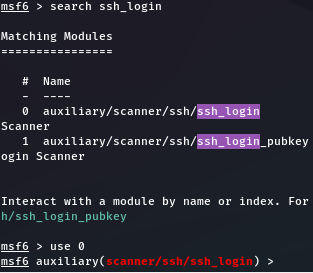 msf6 > search ssh_login
Matching Modules
================
# Name
- ----
0 auxiliary/scanner/ssh/ssh_login
Scanner
1 auxiliary/scanner/ssh/ssh_login_pubkey
ogin Scanner
Interact with a module by name or index. For
h/ssh_login_pubkey
msf6 > use 0
msf6 auxiliary(scanner/ssh/ssh_login) >